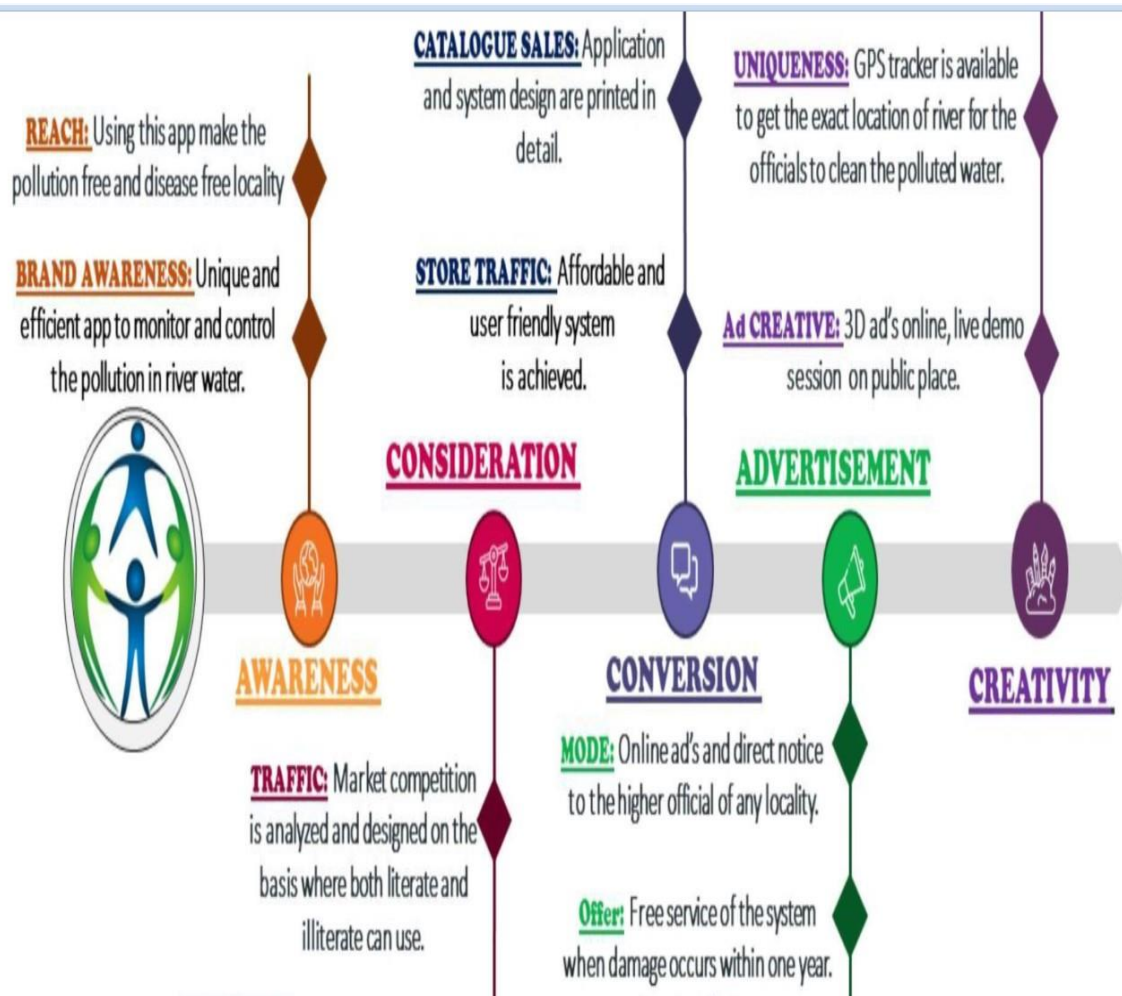 REACH: Using this app make the
pollution free and disease free locality
BRAND AWARENESS: Unique and
efficient app to monitor and control
the pollution in river water.
CATALOGUE SALES: Application
and system design are printed in
detail.
STORE TRAFFIC: Affordable and
user friendly system
is achieved.
UNIQUENESS: GPS tracker is available
to get the exact location of river for the
officials to clean the polluted water.
Ad CREATIVE: 3D ad's online, live demo
session on public place.
CONSIDERATION
ADVERTISEMENT
AWARENESS
CONVERSION
CREATIVITY
TRAFFIC: Market competition
is analyzed and designed on the
basis where both literate and
illiterate can use.
MODE: Online ad's and direct notice
to the higher official of any locality.
Offer: Free service of the system
when damage occurs within one year.